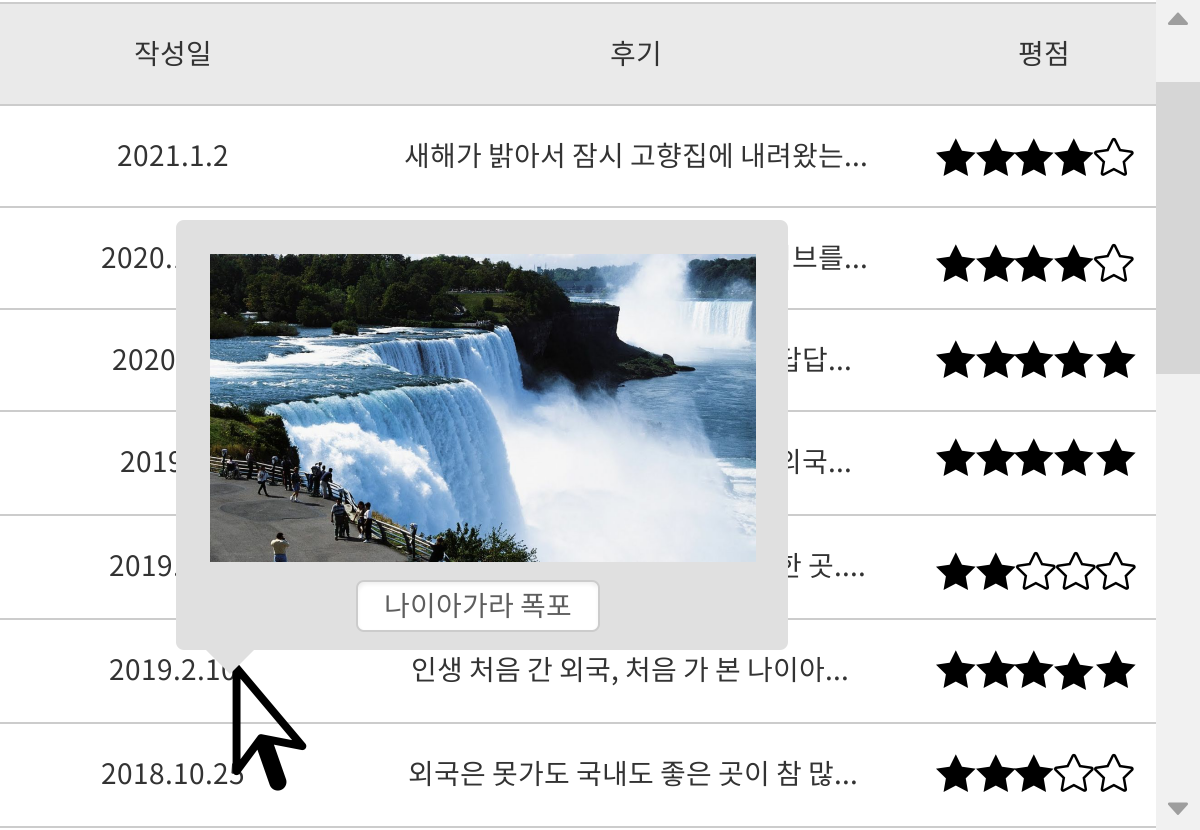 작성일 후기 평점
2021.1.2 새해가 밝아서 잠시 고향집에 내려왔는...
2020. 브를...
2020 답답...
2019 외국...
2019. 한 곳....
나이아가라 폭포
인생 처음 간 외국, 처음 가 본 나이아...
2018.10.25 외국은 못가도 국내도 좋은 곳이 참 많...